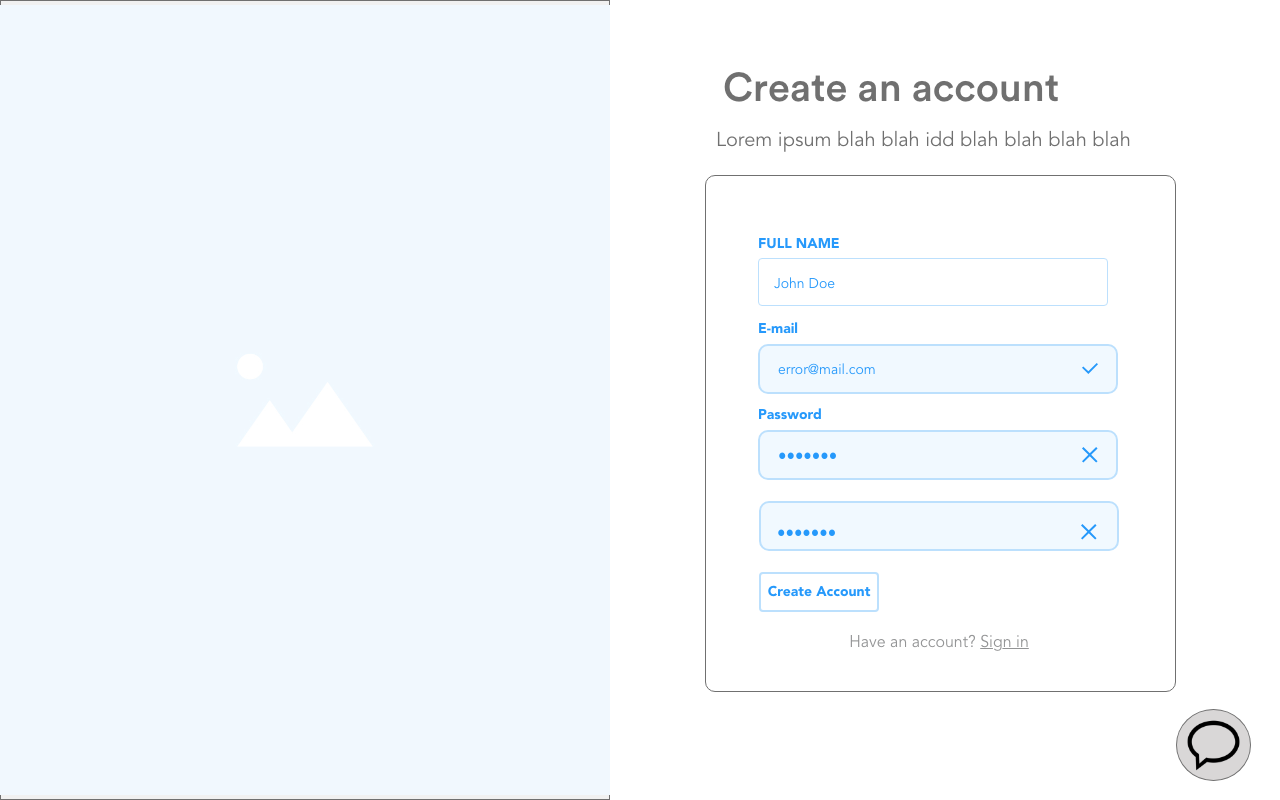 Create an account
Lorem ipsum blah blah idd blah blah blah blah
FULL NAME
John Doe
E-mail
error@mail.com
Password
•••••••
•••••••
Create Account
Have an account? Sign in